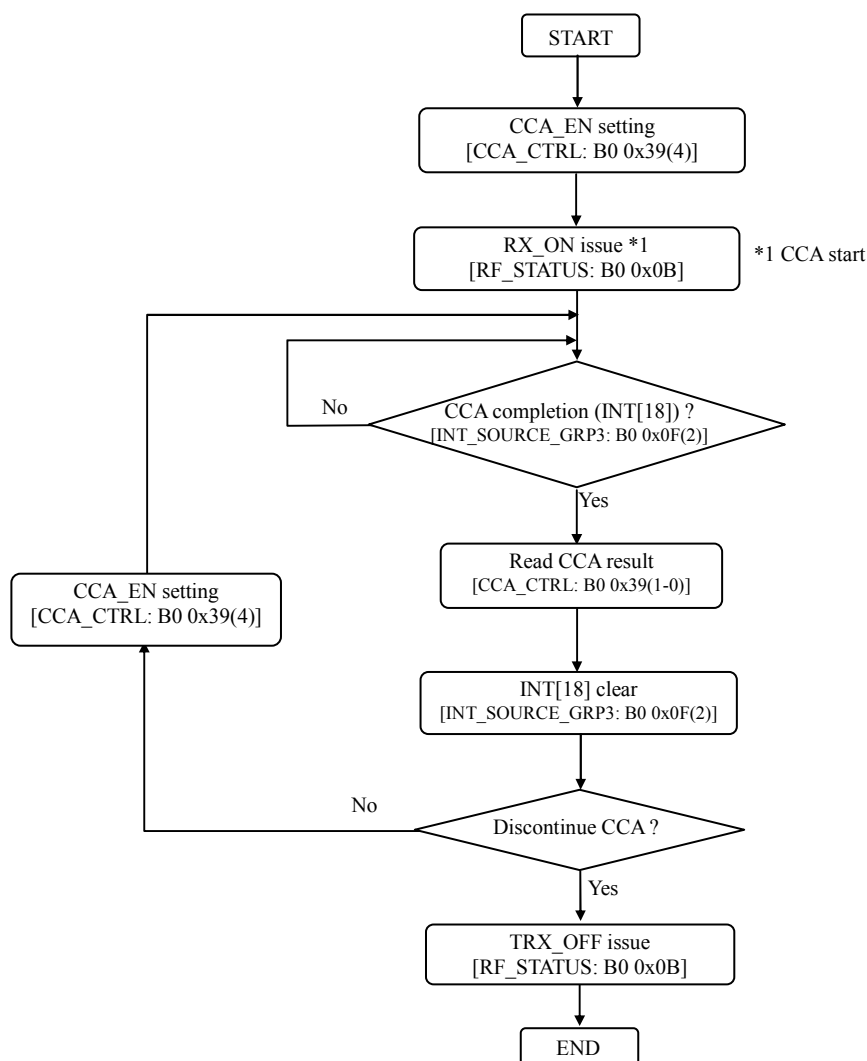 START
CCA_EN setting
[CCA_CTRL: B0 0x39(4)]
RX_ON issue *1
[RF_STATUS: B0 0x0B]
*1 CCA start
No
CCA completion (INT[18]) ?
[INT_SOURCE_GRP3: B0 0x0F(2)]
Yes
Read CCA result
[CCA_CTRL: B0 0x39(1-0)]
CCA_EN setting
[CCA_CTRL: B0 0x39(4)]
INT[18] clear
[INT_SOURCE_GRP3: B0 0x0F(2)]
No
Discontinue CCA ?
Yes
TRX_OFF issue
[RF_STATUS: B0 0x0B]
END